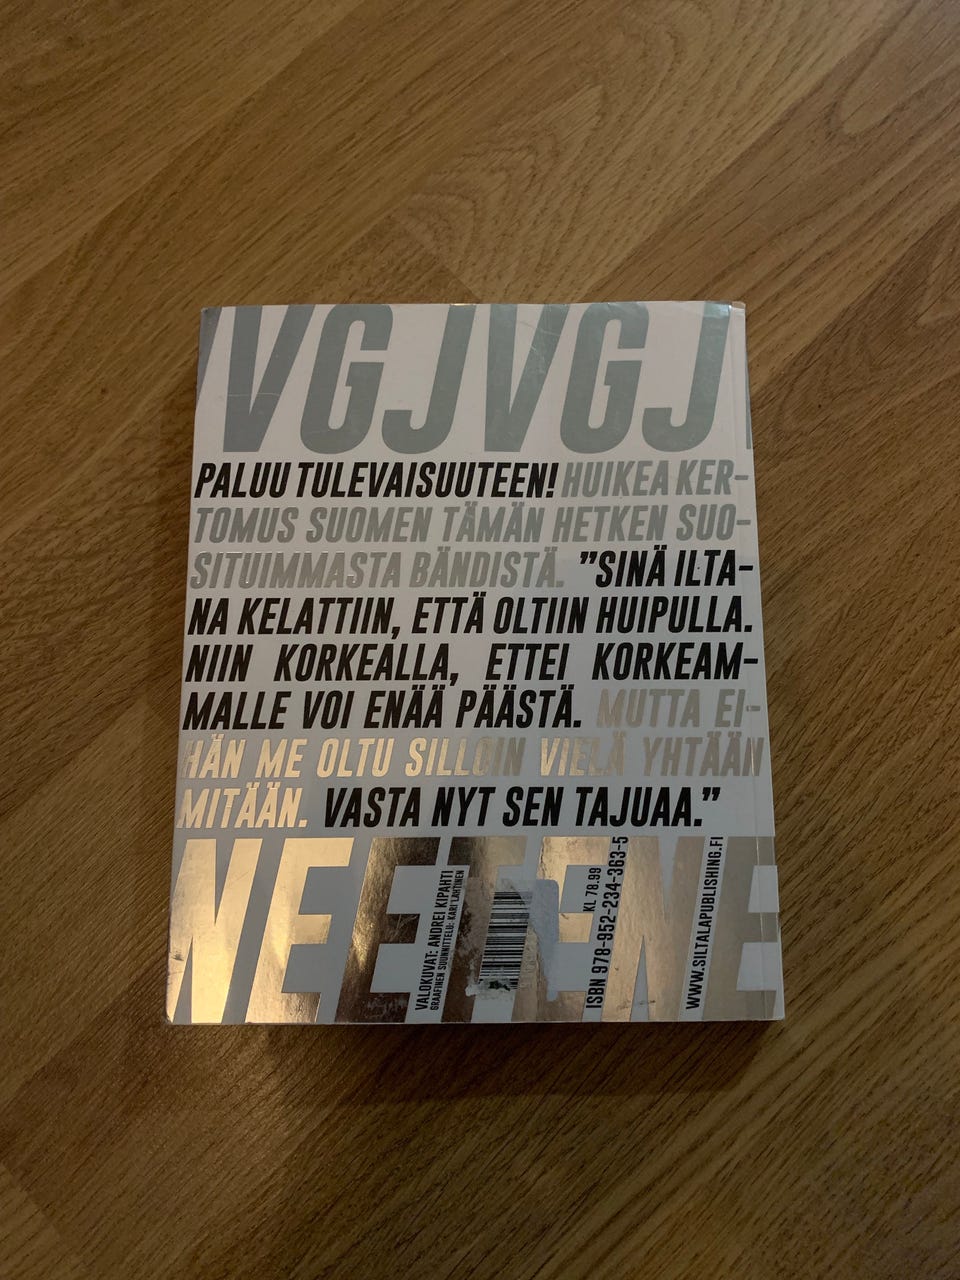 VGJVGJ
PALUU TULEVAISUUTEEN! HUIKEA KER-
TOMUS SUOMEN TÄMÄN HETKEN SUO-
SITUIMMASTA BÄNDISTÄ. ”SINÄ ILTA-
NA KELATTIIN, ETTÄ OLTIIN HUIPULLA.
NIIN KORKEALLA, ETTEI KORKEAM-
MALLE VOI ENÄÄ PÄÄSTÄ. MUTTA EI-
HÄN ME OLTU SILLOIN VIELÄ YHTÄÄN
MITÄÄN. VASTA NYT SEN TAJUAA.”
VALOKUVAT: ANDREI KIPAHTI
GRAAFINEN SUUNNITTELU: KARI LAHTINEN
KL 78.99
ISBN 978-952-234-363-5
WWW.SILTALAPUBLISHING.FI